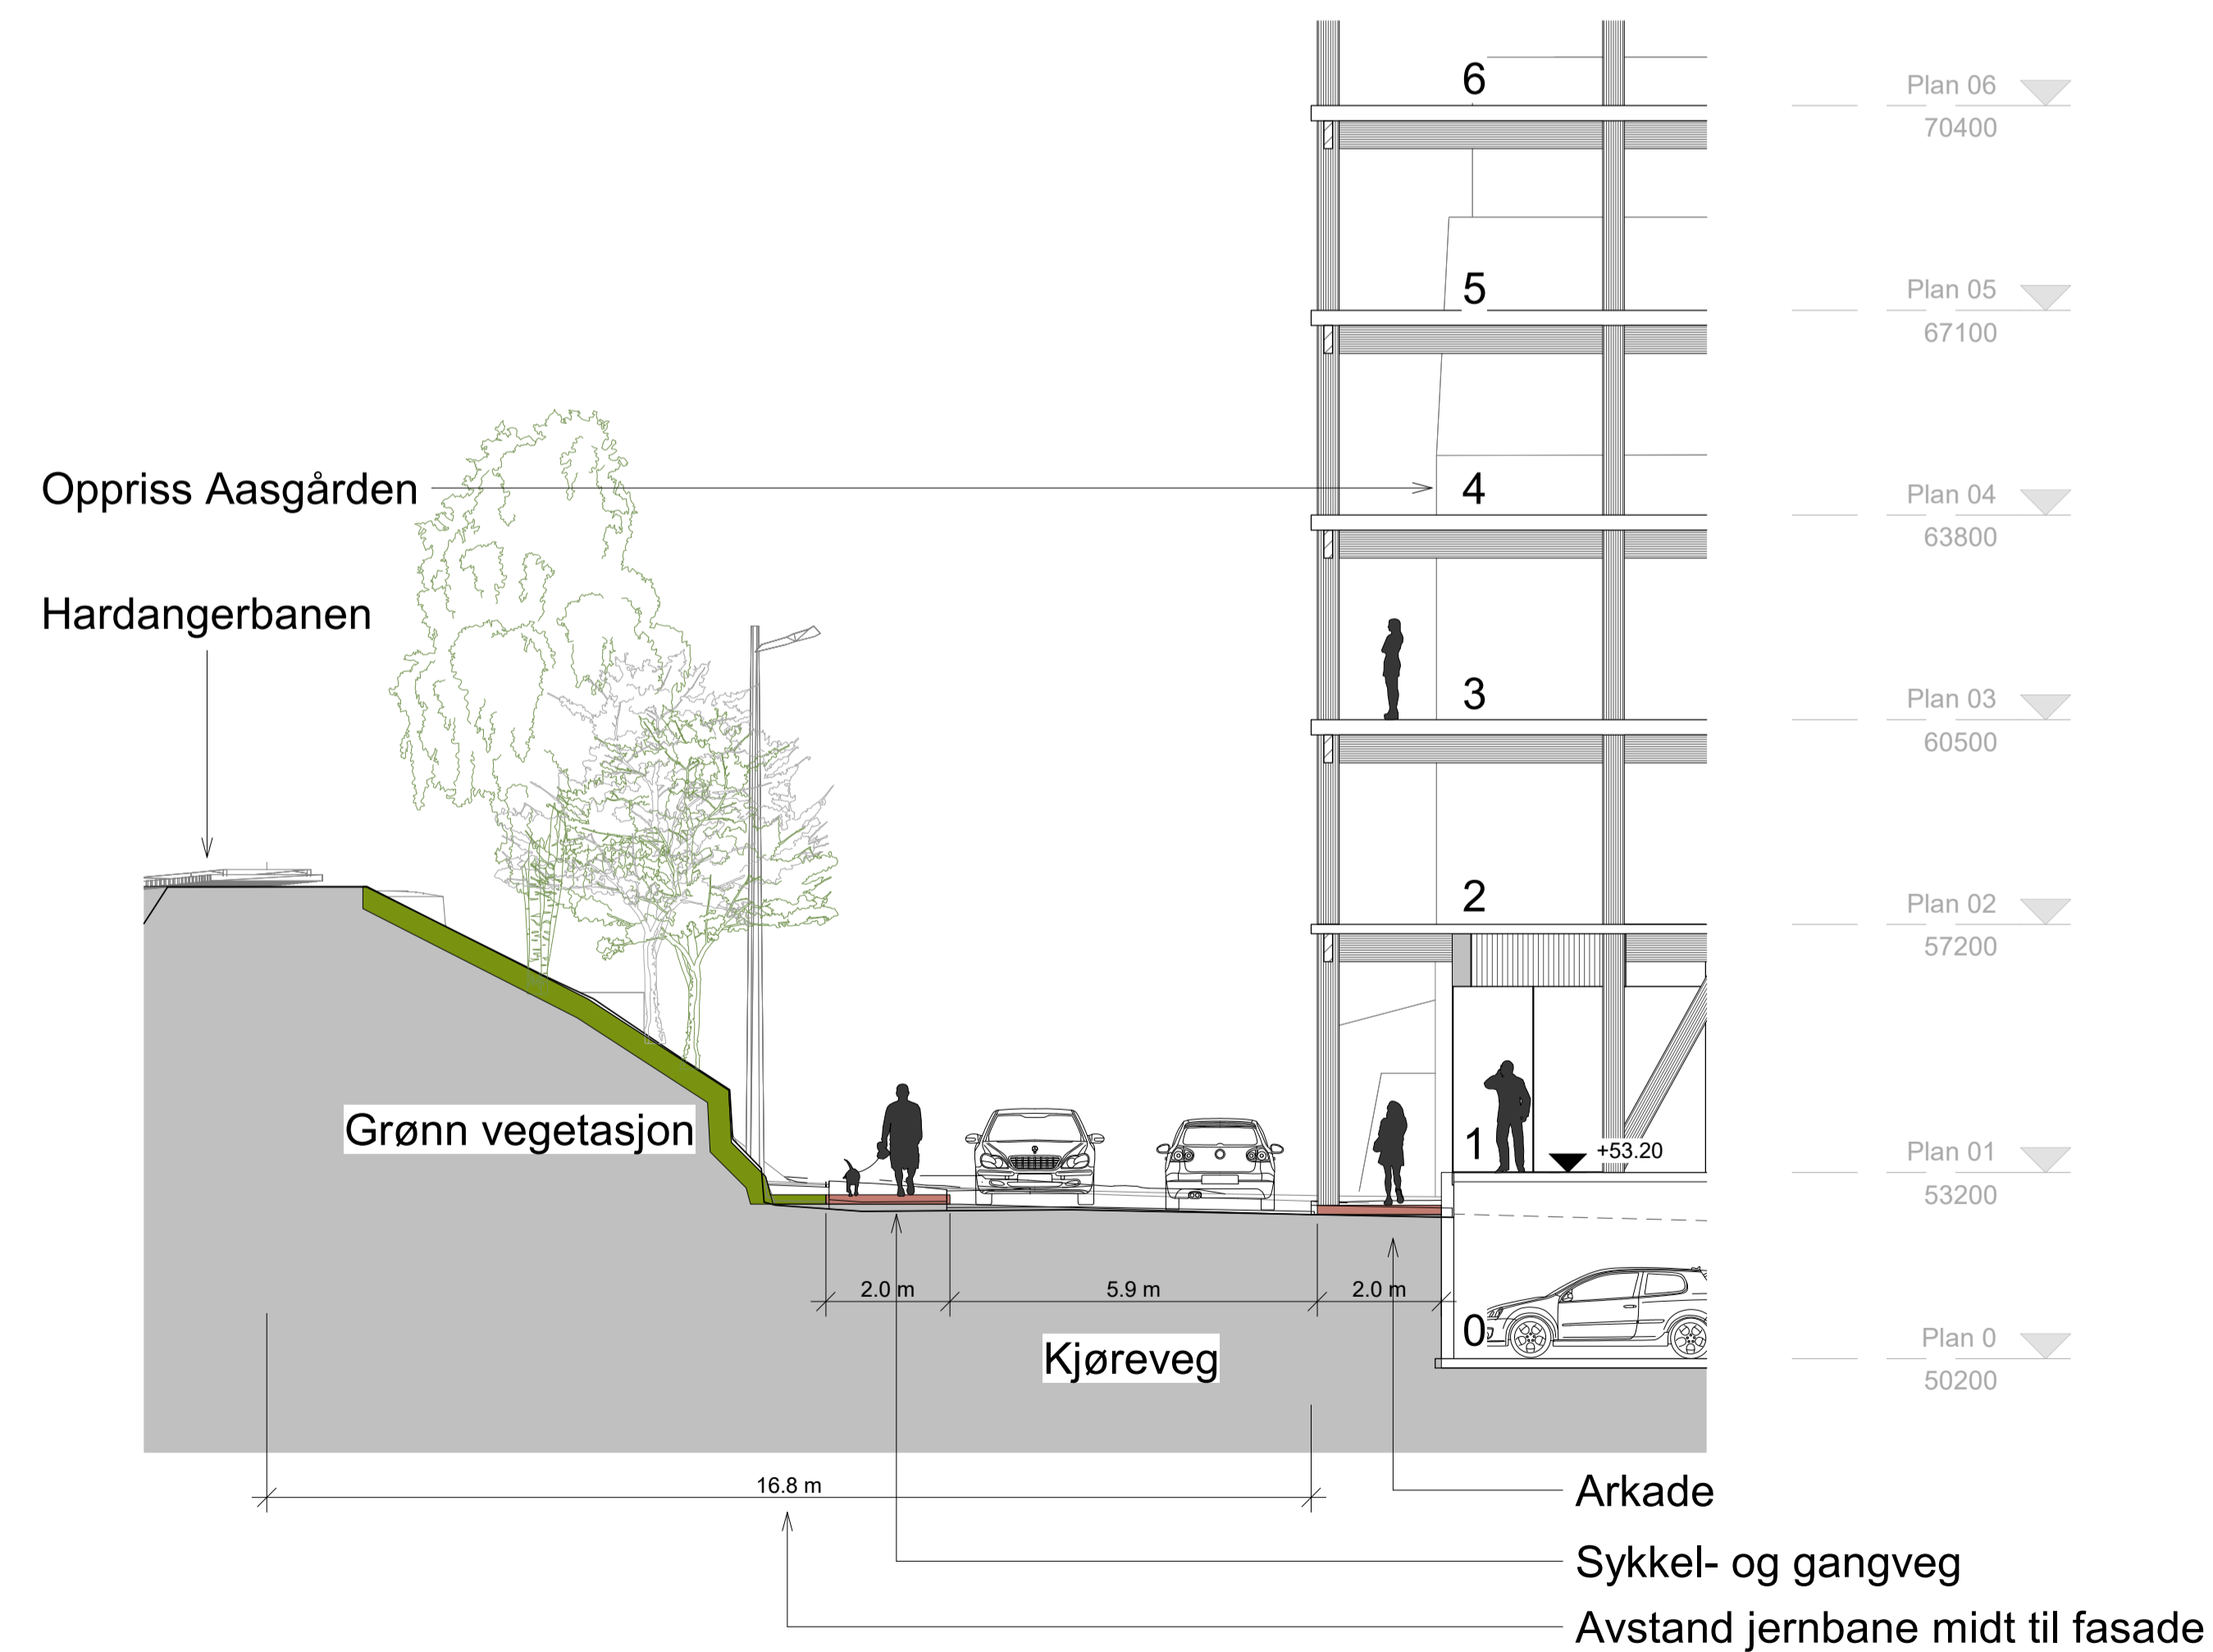 6
Plan 06
70400
5
Plan 05
67100
Oppriss Aasgården
4
Plan 04
63800
Hardangerbanen
3
Plan 03
60500
2
Plan 02
57200
Grønn vegetasjon
1
+53.20
Plan 01
53200
2.0 m
5.9 m
2.0 m
0
Plan 0
50200
Kjøreveg
16.8 m
Arkade
Sykkel- og gangveg
Avstand jernbane midt til fasade